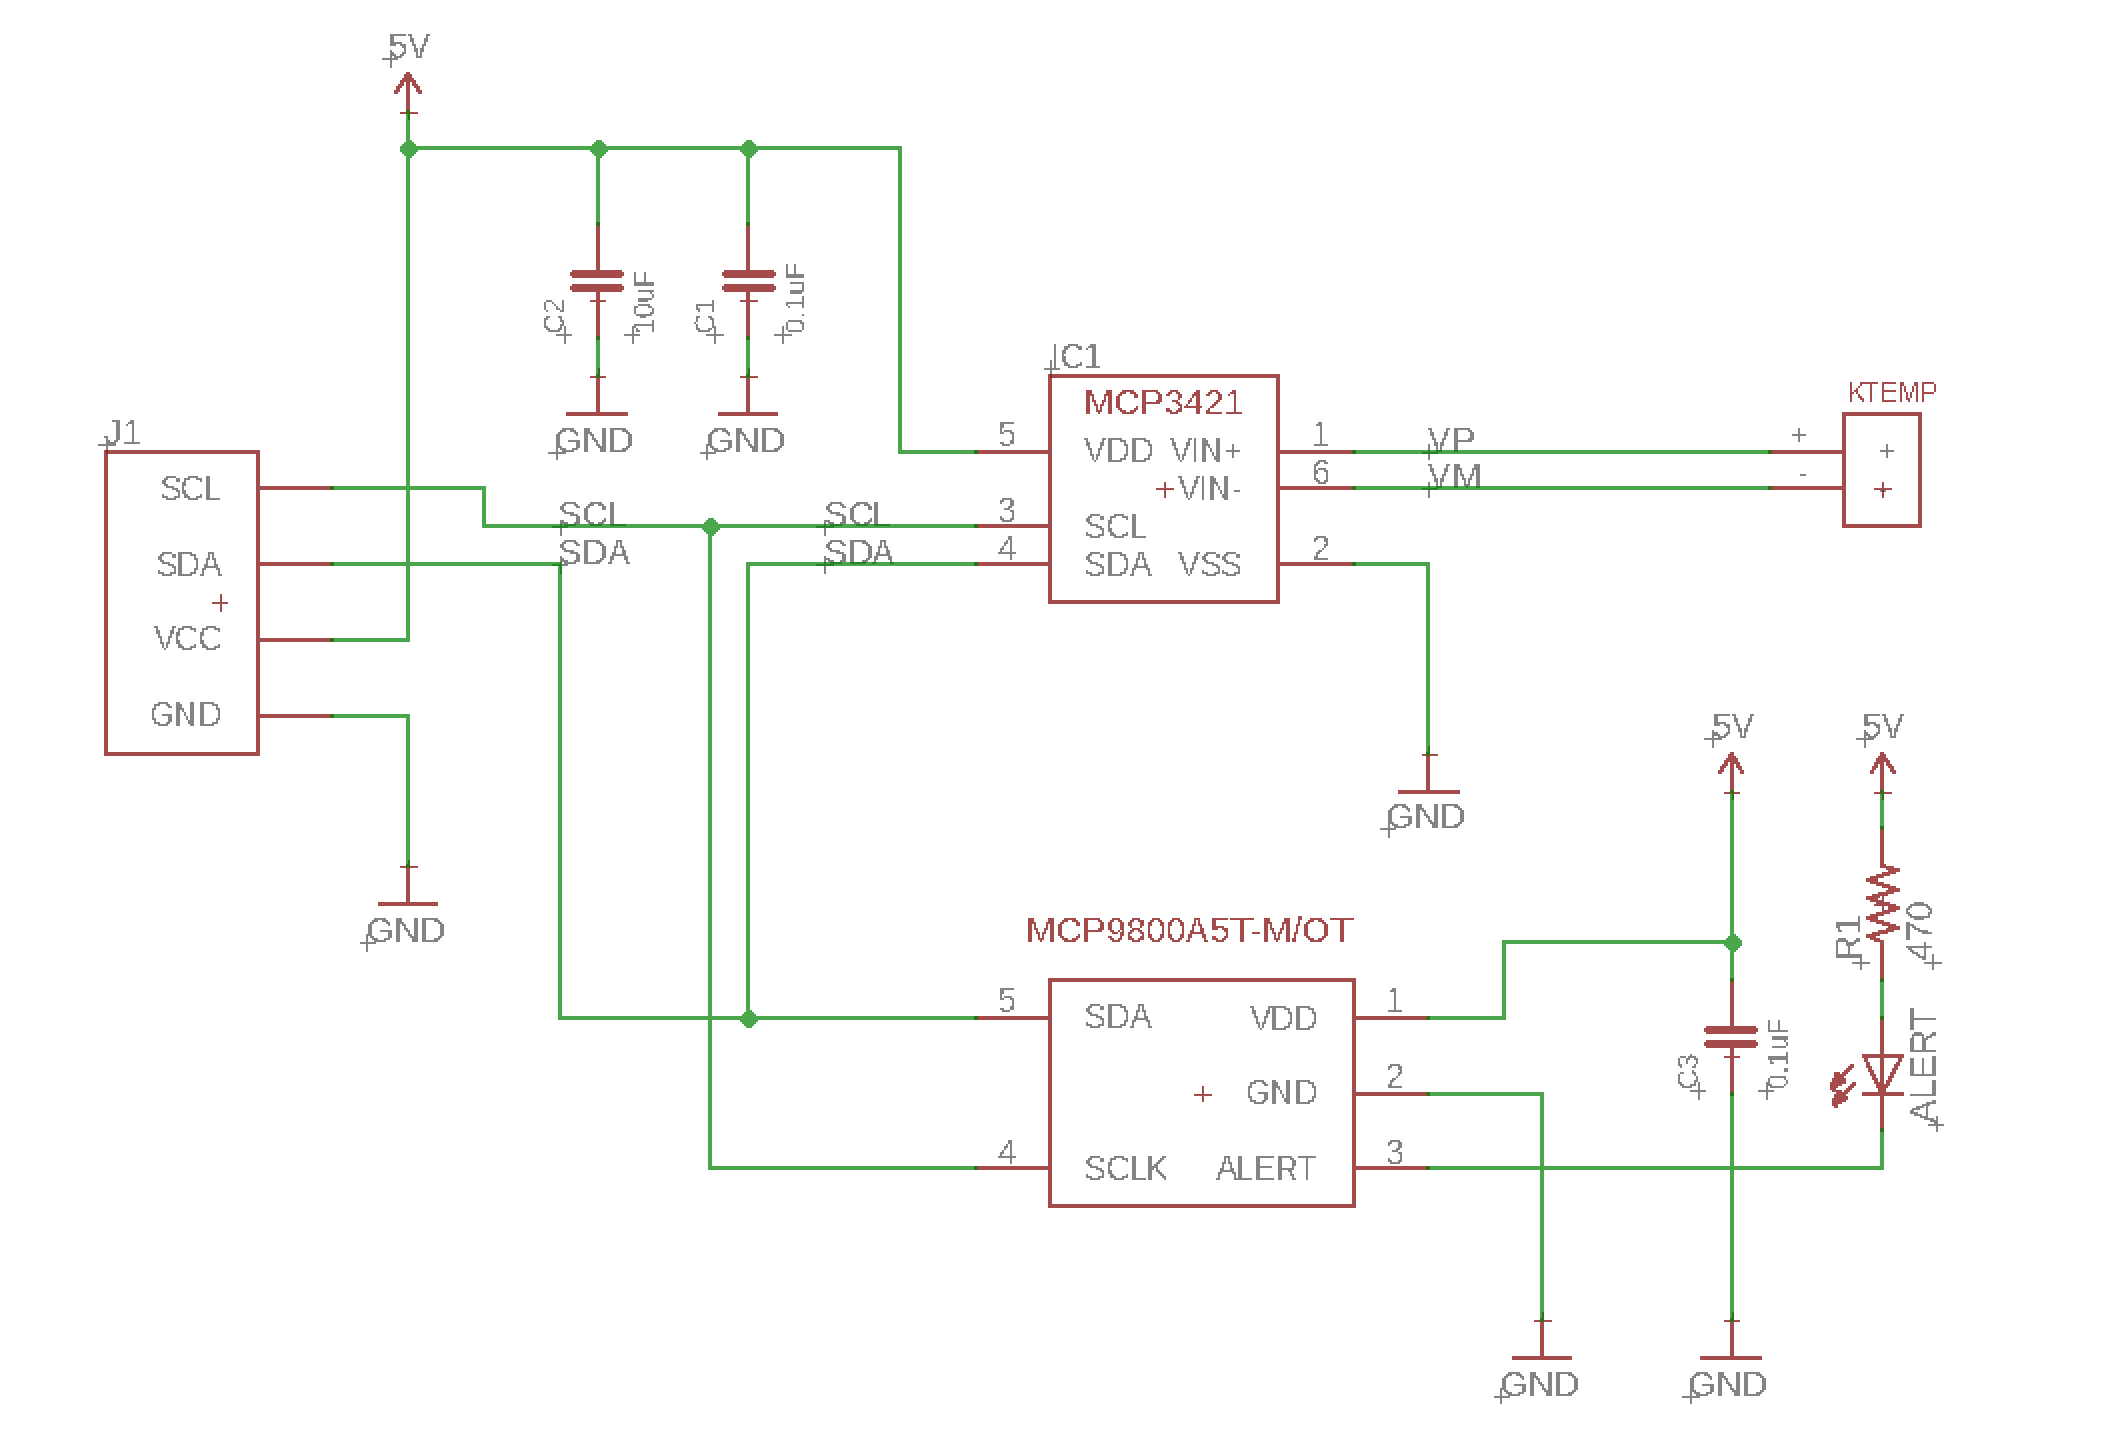 5V
C2
10uF
C1
0.1uF
GND
GND
J1
SCL
SDA
VCC
GND
GND
SCL
SDA
SCL
SDA
IC1
MCP3421
5
3
4
VDD
VIN+
VIN-
SCL
SDA
VSS
1
6
2
VP
VM
KTEMP
+
-
+
GND
MCP9800A5T-M/OT
5
4
SDA
SCLK
VDD
GND
ALERT
1
2
3
5V
5V
R1
470
C3
0.1uF
ALERT
GND
GND